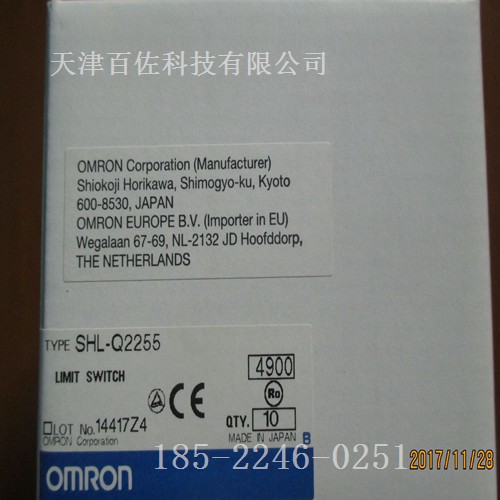 天津百佐科技有限公司
OMRON Corporation (Manufacturer)
Shiokoji Horikawa, Shimogyo-ku, Kyoto
600-8530, JAPAN
OMRON EUROPE B.V. (Importer in EU)
Wegalaan 67-69, NL-2132 JD Hoofddorp,
THE NETHERLANDS
TYPE SHL-Q2255
LIMIT SWITCH
4900
CE
Ro
LOT No. 14417Z4
QTY. 10
OMRON Corporation
MADE IN JAPAN B
185-2246-0251
2017/11/28
OMRON